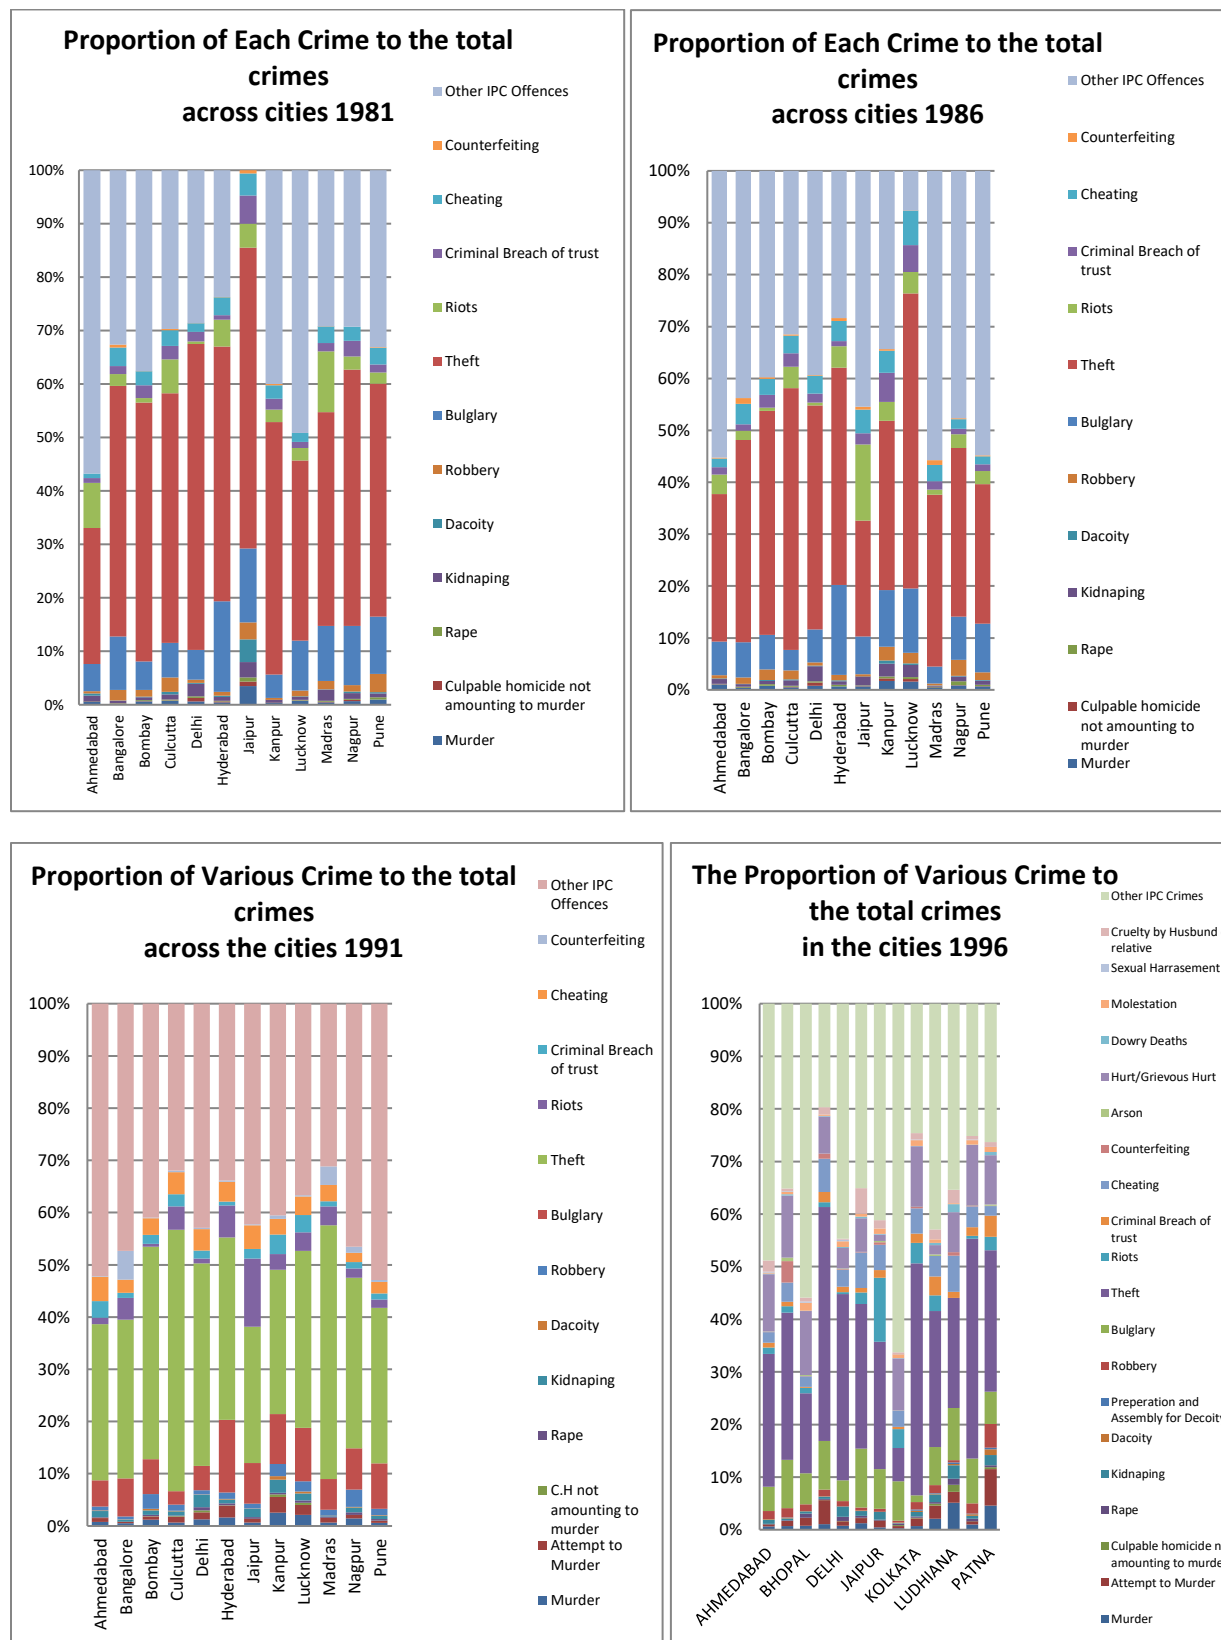 Proportion of Each Crime to the total
crimes
across cities 1981
Other IPC Offences
Counterfeiting
Cheating
Criminal Breach of trust
Riots
Theft
Bulglary
Robbery
Dacoity
Kidnaping
Rape
Culpable homicide not
amounting to murder
Murder
100%
90%
80%
70%
60%
50%
40%
30%
20%
10%
0%
Ahmedabad
Bangalore
Bombay
Culcutta
Delhi
Hyderabad
Jaipur
Kanpur
Lucknow
Madras
Nagpur
Pune
Proportion of Each Crime to the total
crimes
across cities 1986
Other IPC Offences
Counterfeiting
Cheating
Criminal Breach of
trust
Riots
Theft
Bulglary
Robbery
Dacoity
Kidnaping
Rape
Culpable homicide
not amounting to
murder
Murder
100%
90%
80%
70%
60%
50%
40%
30%
20%
10%
0%
Ahmedabad
Bangalore
Bombay
Culcutta
Delhi
Hyderabad
Jaipur
Kanpur
Lucknow
Madras
Nagpur
Pune
Proportion of Various Crime to the total
crimes
across the cities 1991
Other IPC
Offences
Counterfeiting
Cheating
Criminal Breach
of trust
Riots
Theft
Bulglary
Robbery
Dacoity
Kidnaping
Rape
C.H not
amounting to
murder
Attempt to
Murder
Murder
100%
90%
80%
70%
60%
50%
40%
30%
20%
10%
0%
Ahmedabad
Bangalore
Bombay
Culcutta
Delhi
Hyderabad
Jaipur
Kanpur
Lucknow
Madras
Nagpur
Pune
The Proportion of Various Crime to
the total crimes
in the cities 1996
Other IPC Crimes
Cruelty by Husbund
relative
Sexual Harrasement
Molestation
Dowry Deaths
Hurt/Grievous Hurt
Arson
Counterfeiting
Cheating
Criminal Breach of
trust
Riots
Theft
Bulglary
Robbery
Preperation and
Assembly for Decoity
Dacoity
Kidnaping
Rape
Culpable homicide n
amounting to murde
Attempt to Murder
Murder
100%
90%
80%
70%
60%
50%
40%
30%
20%
10%
0%
AHMEDABAD
BHOPAL
DELHI
JAIPUR
KOLKATA
LUDHIANA
PATNA